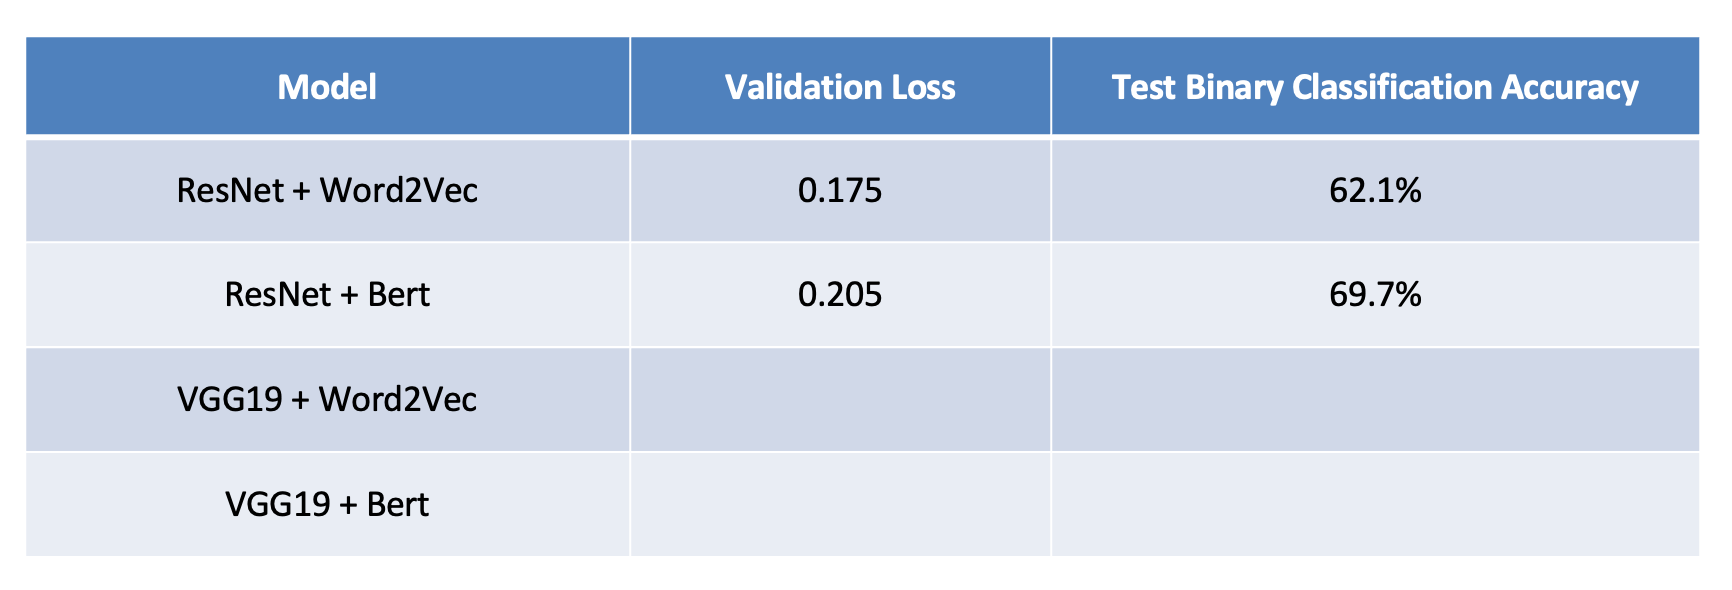 Model Validation Loss Test Binary Classification Accuracy
ResNet + Word2Vec 0.175 62.1%
ResNet + Bert 0.205 69.7%
VGG19 + Word2Vec
VGG19 + Bert